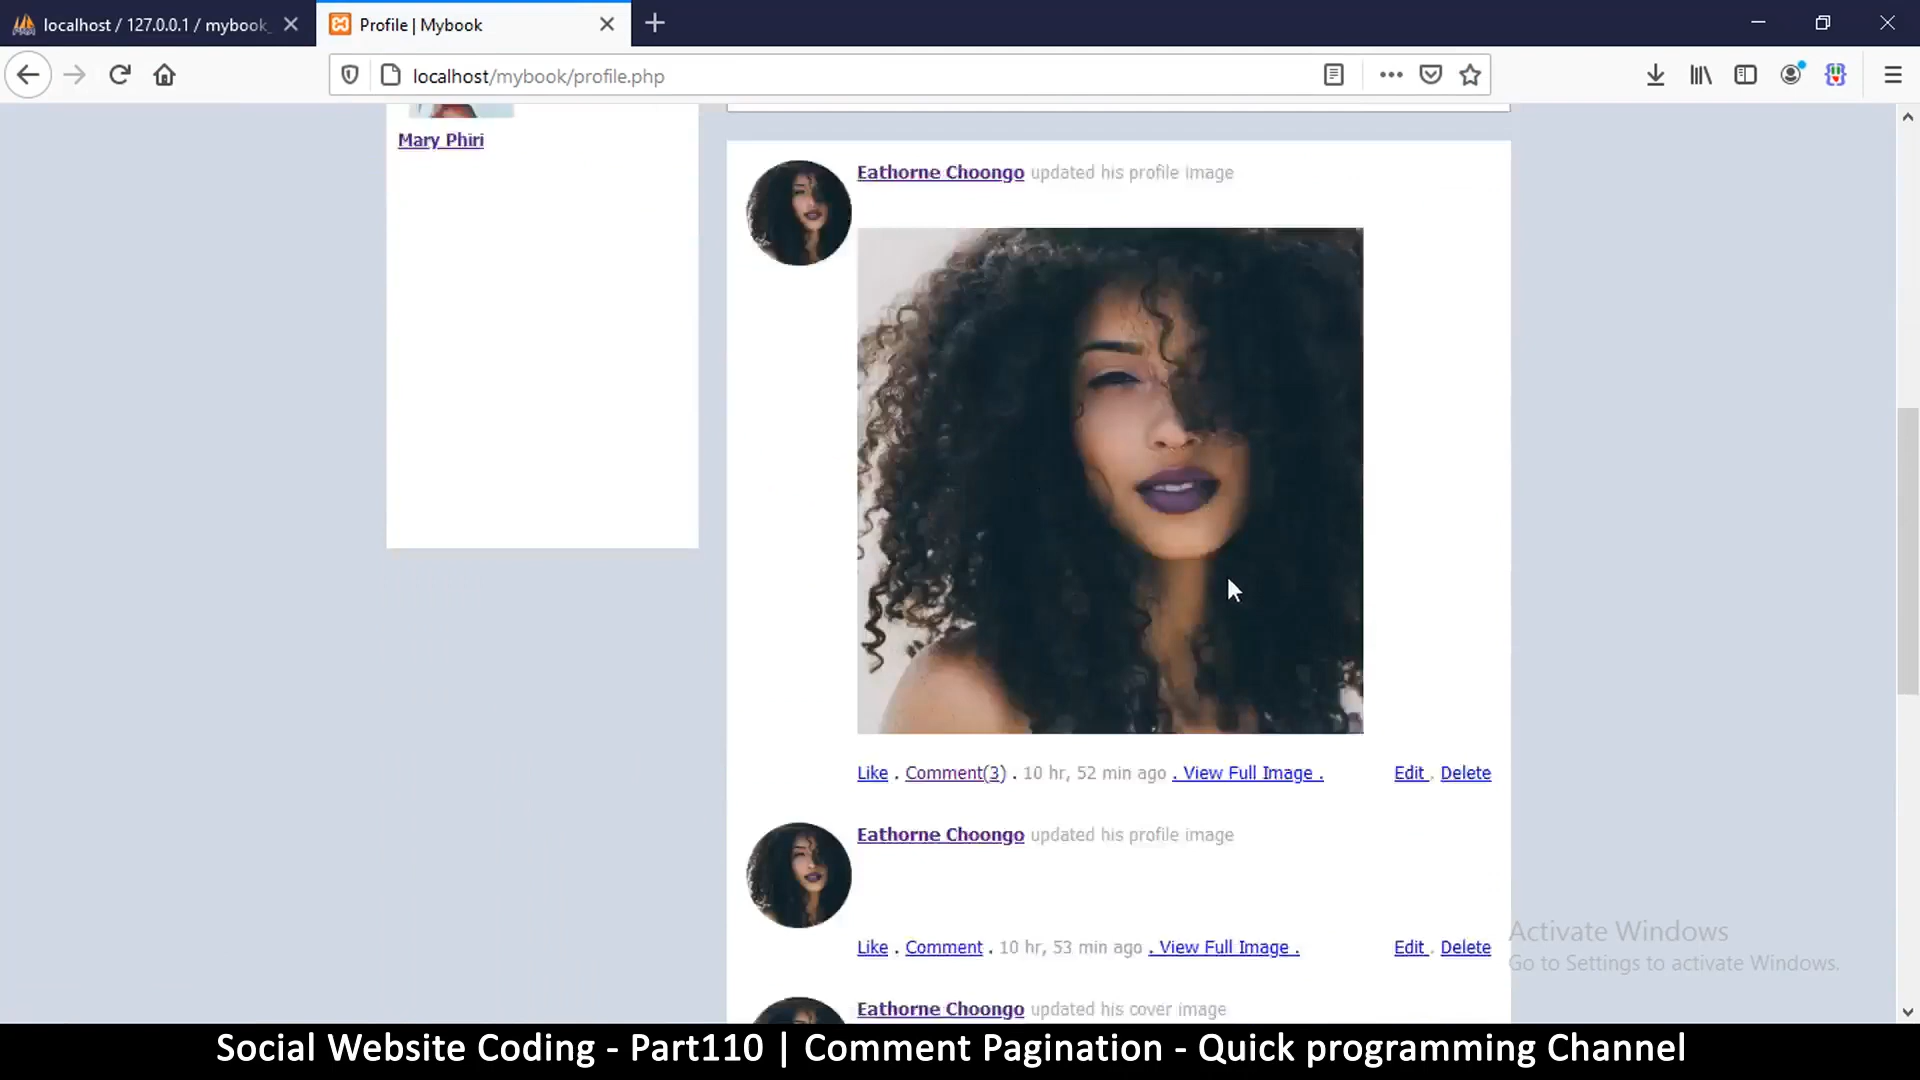 localhost / 127.0.0.1 / mybook_
Profile | Mybook
localhost/mybook/profile.php
Mary Phiri
Eathorne Choongo updated his profile image
Like . Comment(3) . 10 hr, 52 min ago . View Full Image . Edit . Delete
Eathorne Choongo updated his profile image
Like . Comment . 10 hr, 53 min ago . View Full Image . Edit . Delete
Eathorne Choongo updated his cover image
Activate Windows
Go to Settings to activate Windows.
Social Website Coding - Part110 | Comment Pagination - Quick programming Channel